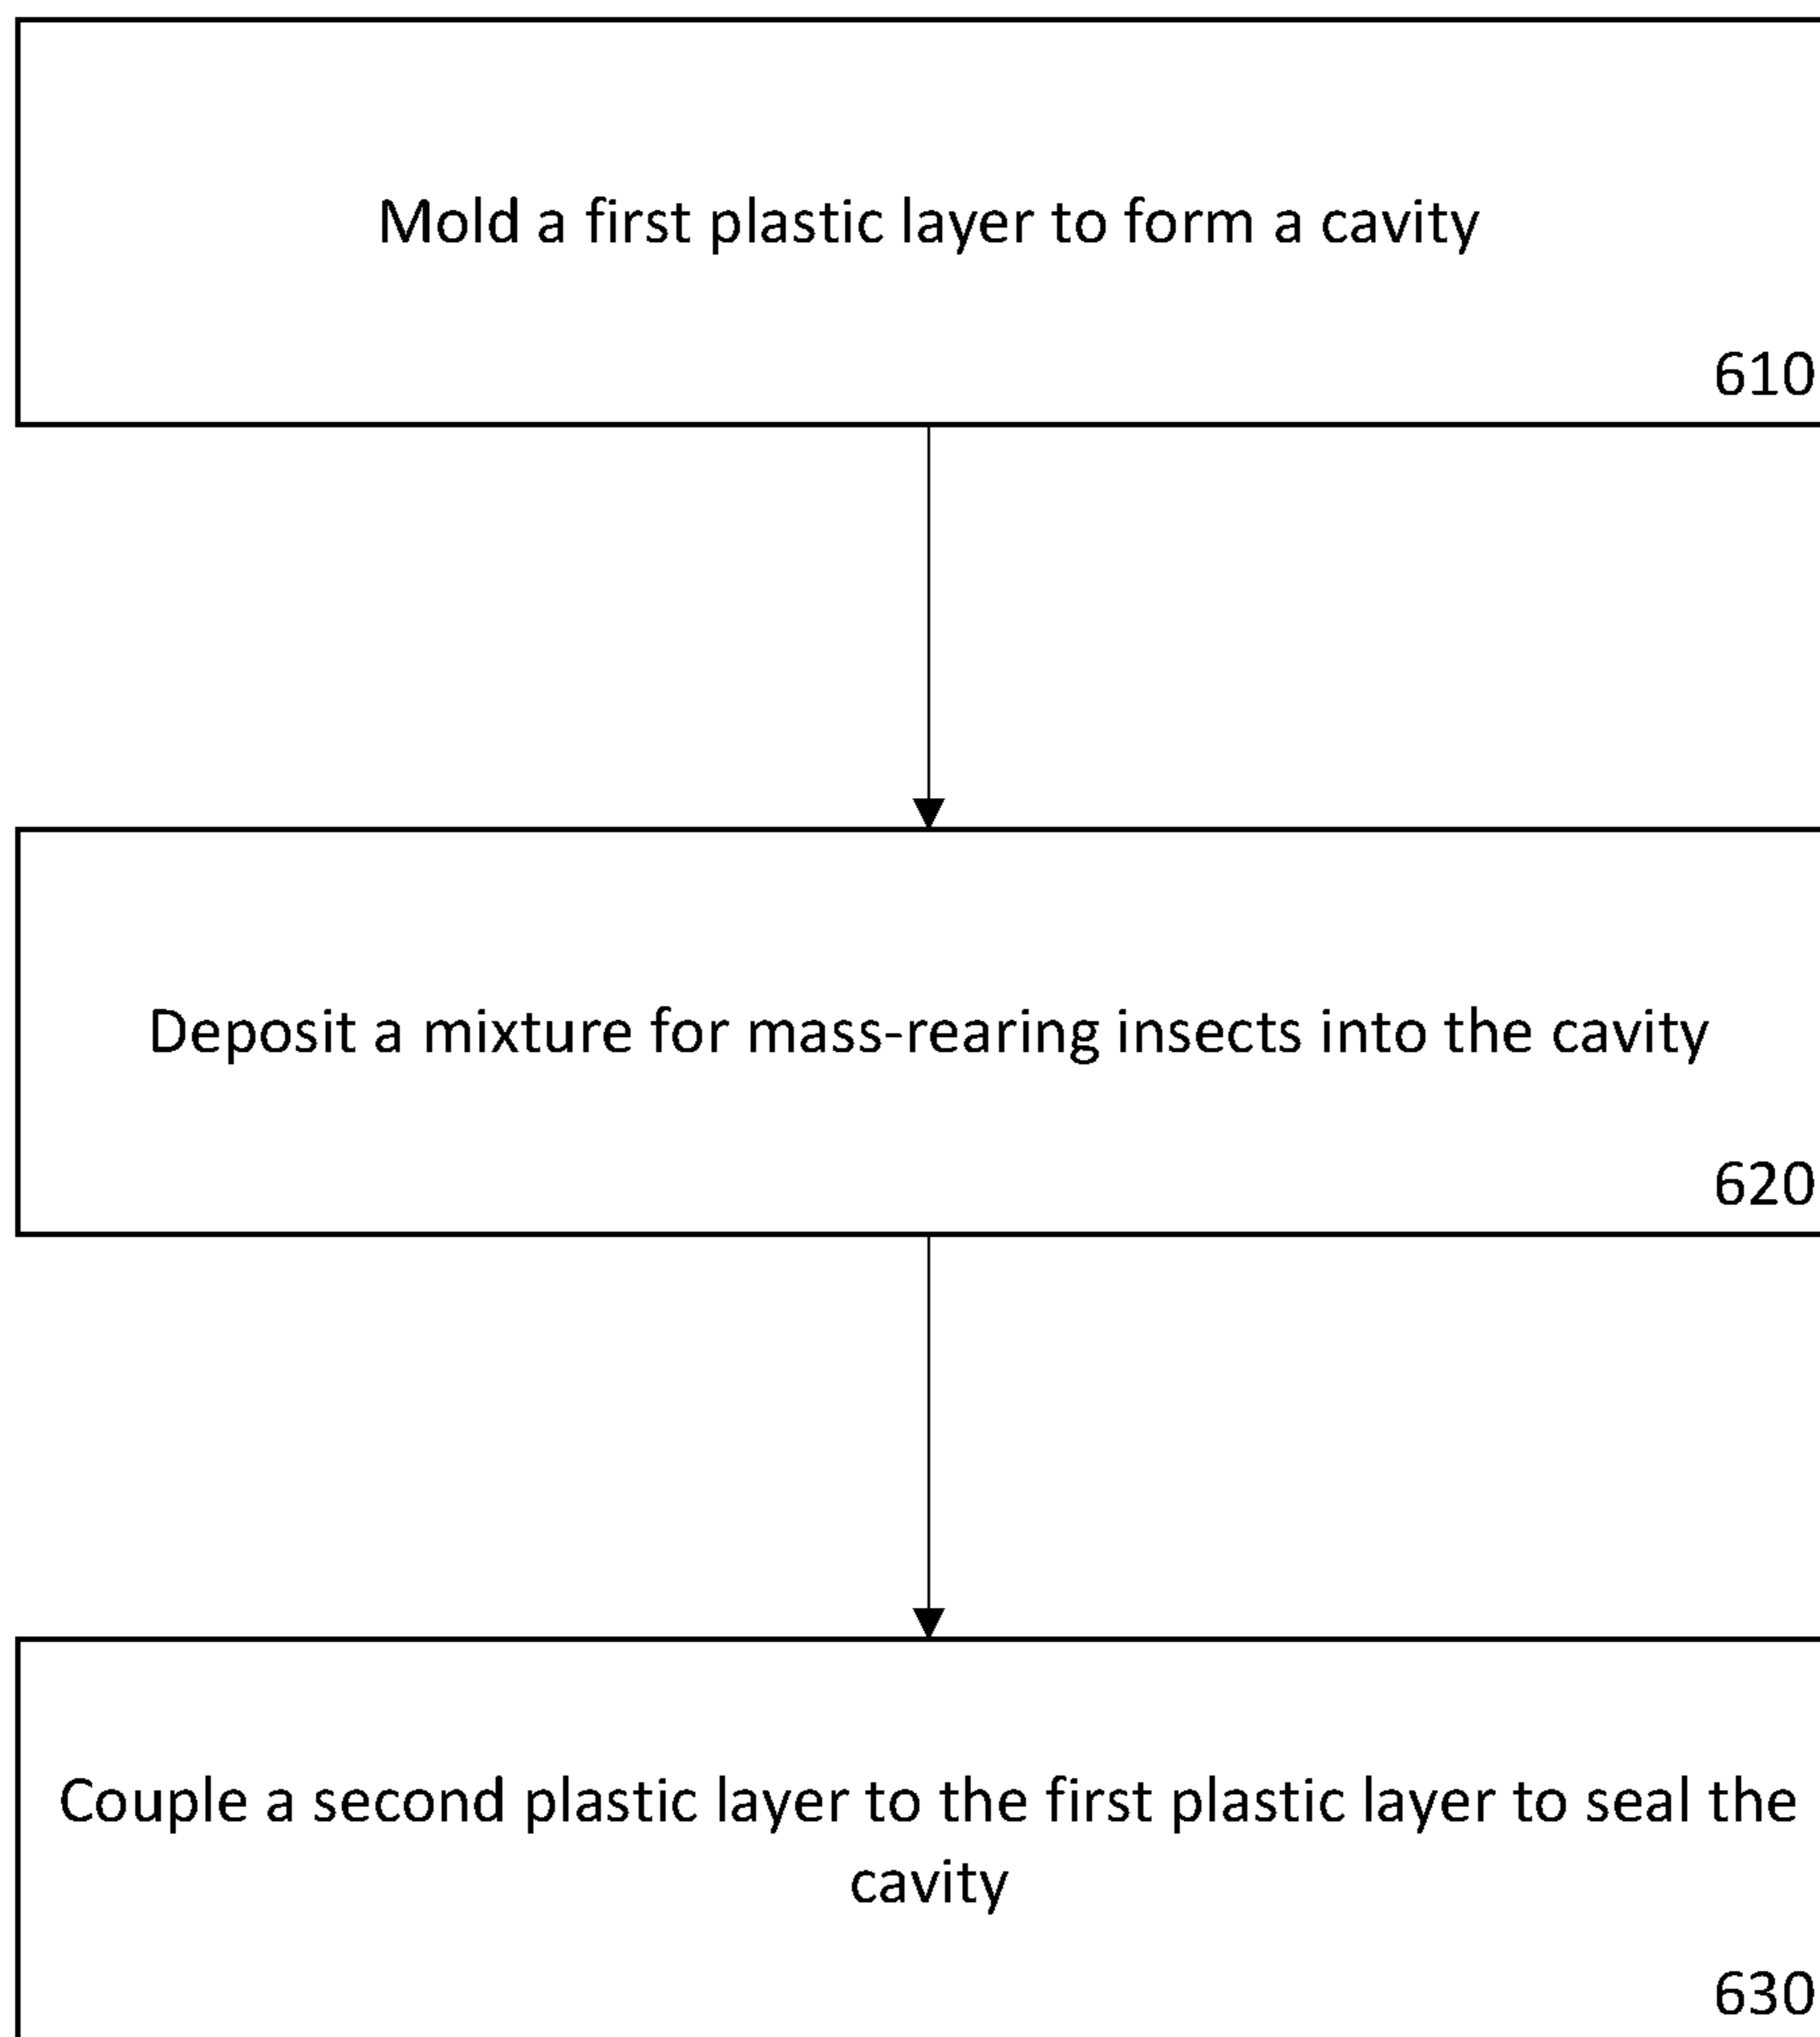 Mold a first plastic layer to form a cavity
610
Deposit a mixture for mass-rearing insects into the cavity
620
Couple a second plastic layer to the first plastic layer to seal the
cavity
630